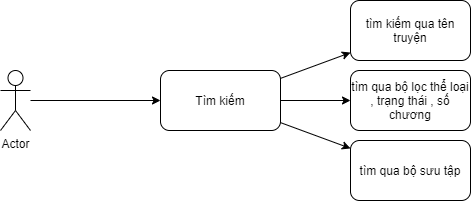 tìm kiếm qua tên
truyện
Tìm kiếm
tìm qua bộ lọc thể loại
, trạng thái , số
chương
Actor
tìm qua bộ sưu tập